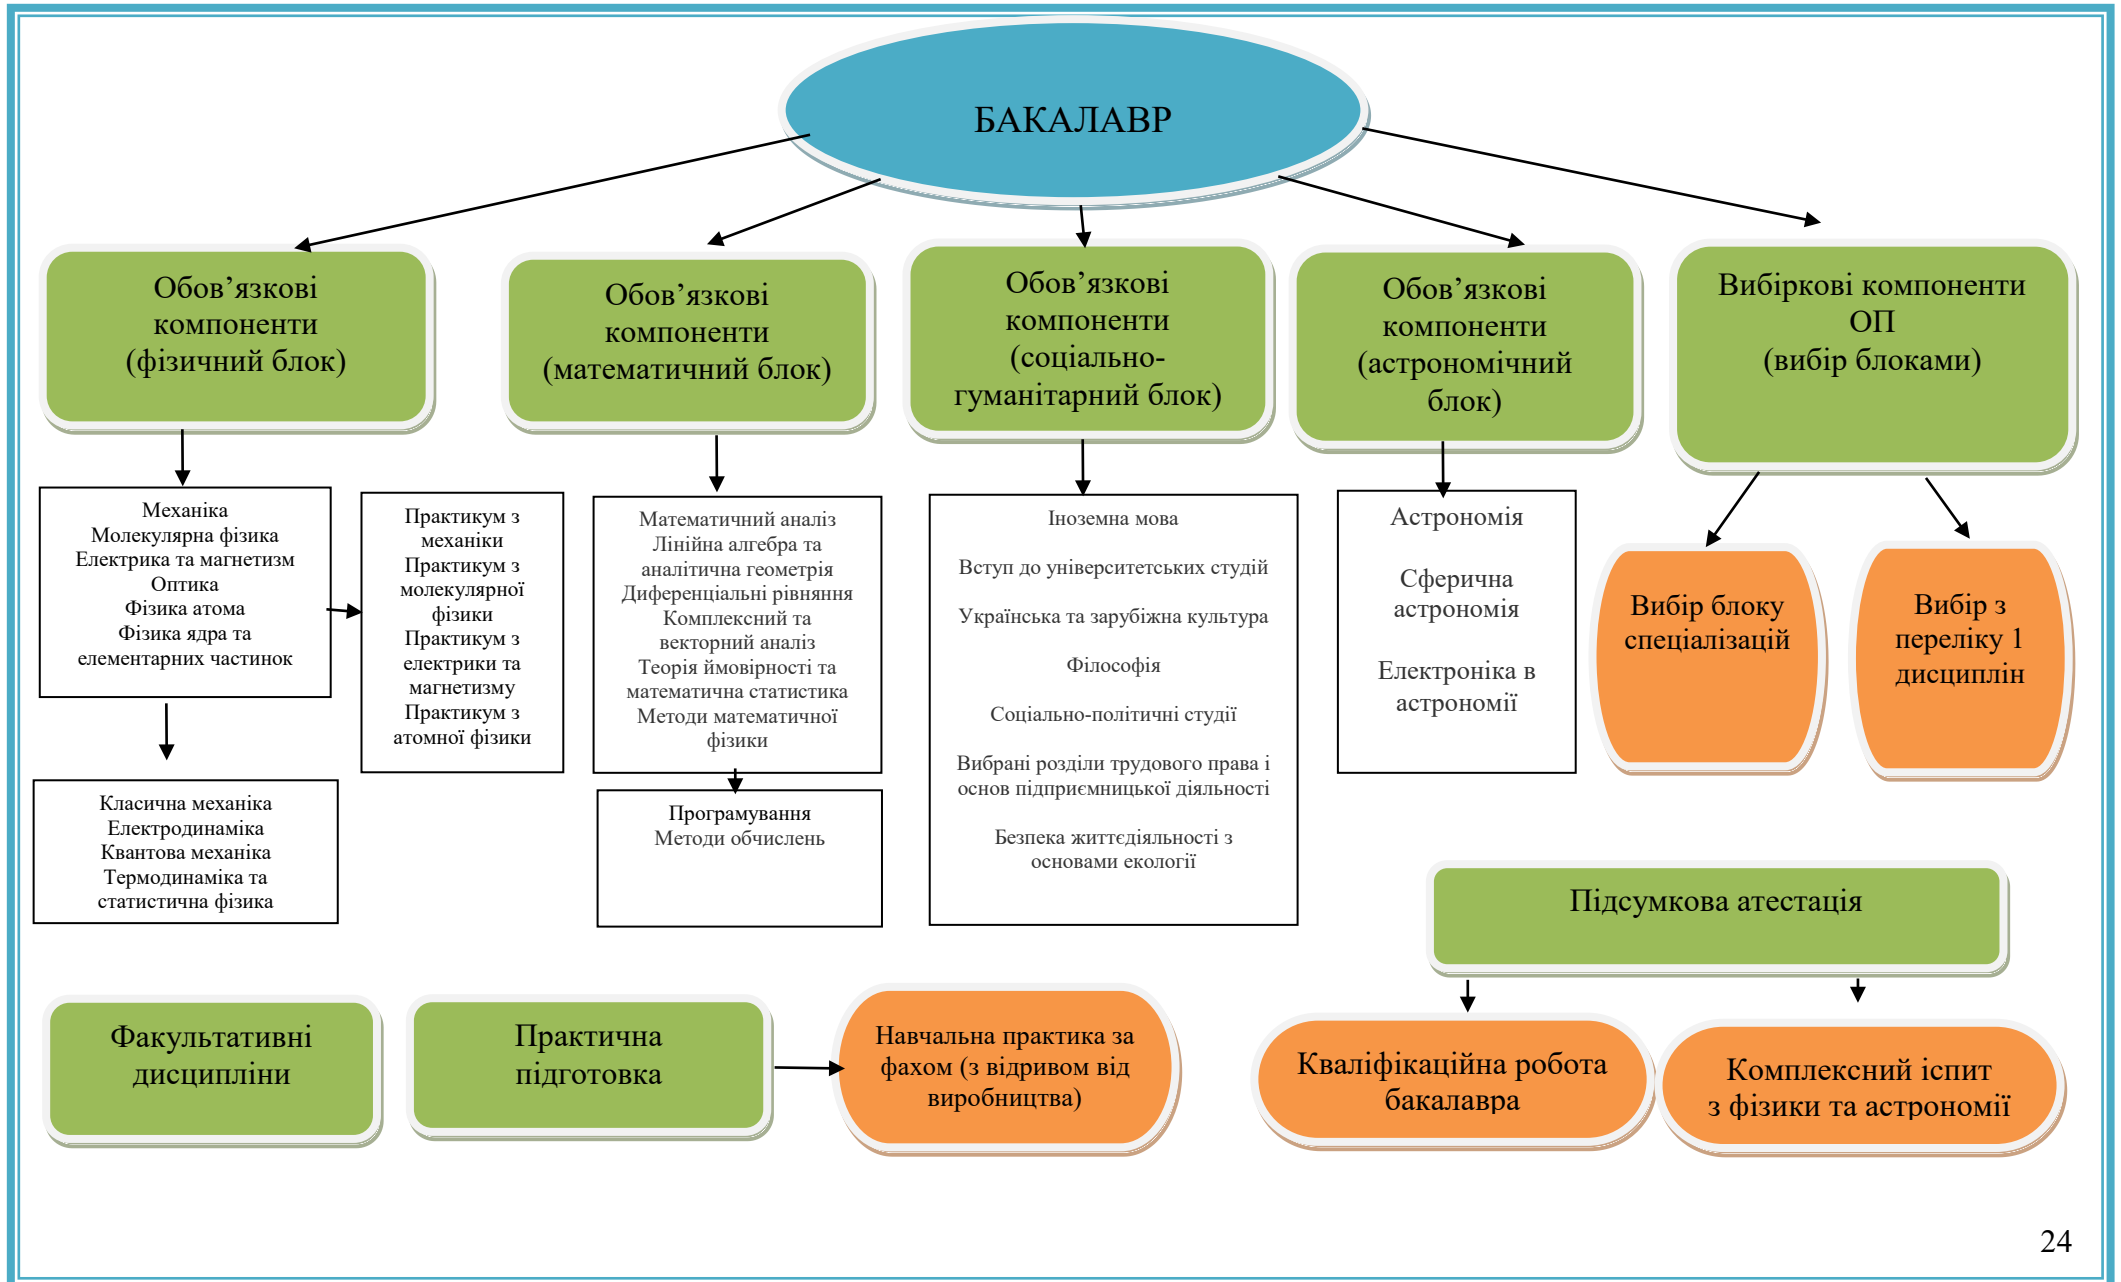 БАКАЛАВР
Обов’язкові
компоненти
(фізичний блок)
Обов’язкові
компоненти
(математичний блок)
Обов’язкові
компоненти
(соціально-
гуманітарний блок)
Обов’язкові
компоненти
(астрономічний
блок)
Вибіркові компоненти
ОП
(вибір блоками)
Механіка
Молекулярна фізика
Електрика та магнетизм
Оптика
Фізика атома
Фізика ядра та
елементарних частинок
Практикум з
механіки
Практикум з
молекулярної
фізики
Практикум з
електрики та
магнетизму
Практикум з
атомної фізики
Математичний аналіз
Лінійна алгебра та
аналітична геометрія
Диференціальні рівняння
Комплексний та
векторний аналіз
Теорія ймовірності та
математична статистика
Методи математичної
фізики
Іноземна мова
Вступ до університетських студій
Українська та зарубіжна культура
Філософія
Соціально-політичні студії
Вибрані розділи трудового права і
основ підприємницької діяльності
Безпека життєдіяльності з
основами екології
Астрономія
Сферична
астрономія
Електроніка в
астрономії
Вибір блоку
спеціалізацій
Вибір з
переліку 1
дисциплін
Класична механіка
Електродинаміка
Квантова механіка
Термодинаміка та
статистична фізика
Програмування
Методи обчислень
Підсумкова атестація
Факультативні
дисципліни
Практична
підготовка
Навчальна практика за
фахом (з відривом від
виробництва)
Кваліфікаційна робота
бакалавра
Комплексний іспит
з фізики та астрономії
24